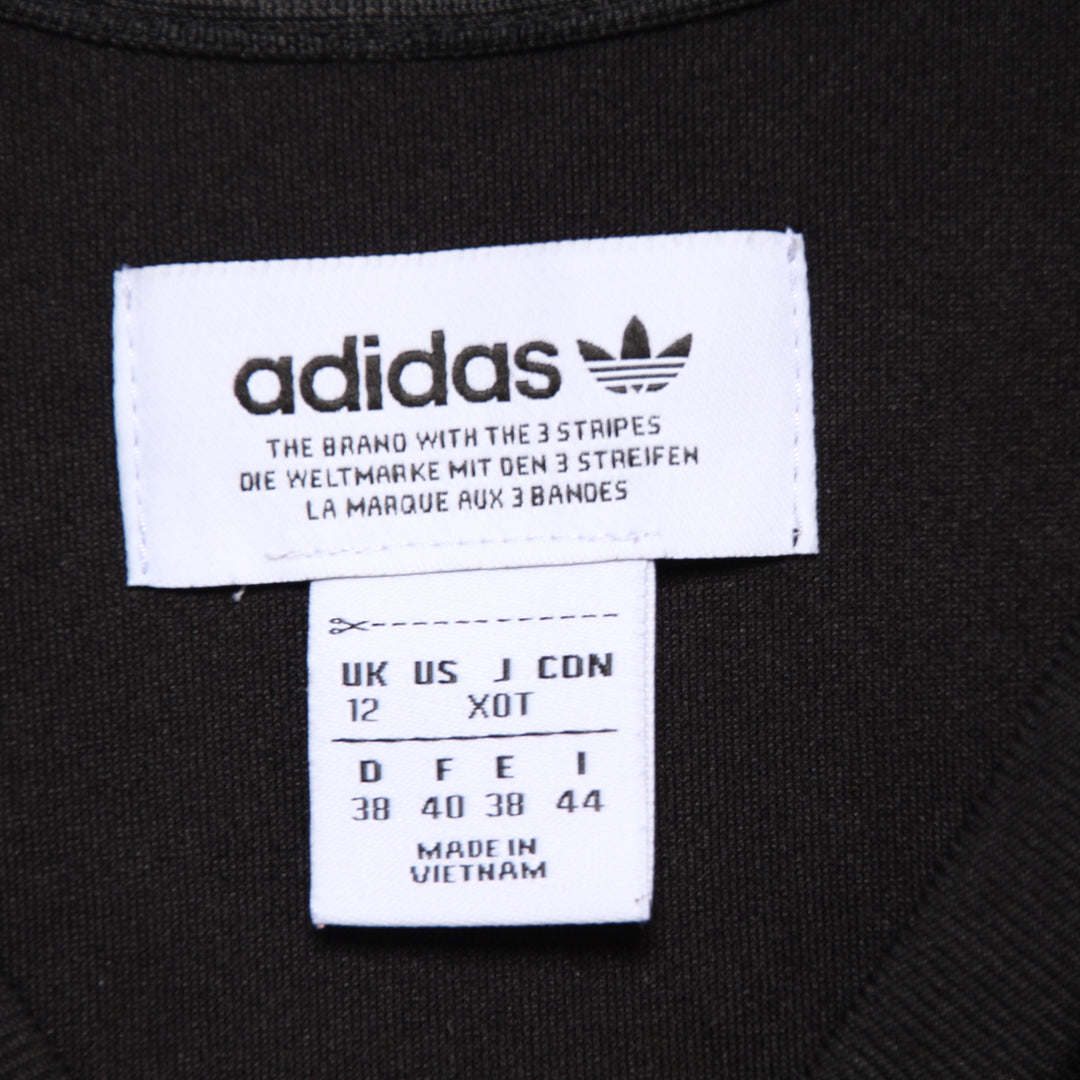 adidas
THE BRAND WITH THE 3 STRIPES
DIE WELTMARKE MIT DEN 3 STREIFEN
LA MARQUE AUX 3 BANDES
UK US J CDN
12 XOT
D F E I
38 40 38 44
MADE IN
VIETNAM